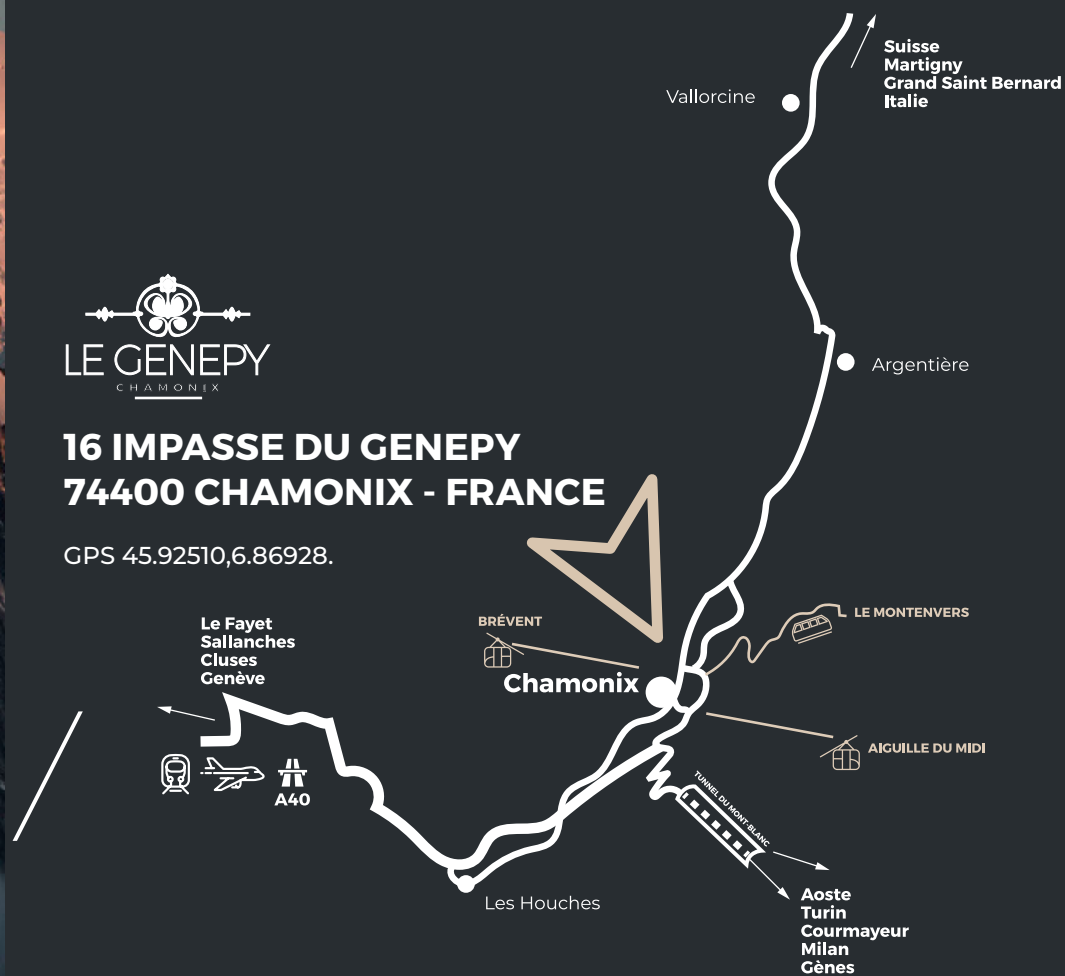 Suisse
Martigny
Grand Saint Bernard
Italie
Vallorcine
Argentière
LE GENEPY
CHAMONIX
16 IMPASSE DU GENEPY
74400 CHAMONIX - FRANCE
GPS 45.92510,6.86928.
Le Fayet
Sallanches
Cluses
Genève
A40
BRÉVENT
Chamonix
LE MONTENVERS
AIGUILLE DU MIDI
TUNNEL DU MONT-BLANC
Les Houches
Aoste
Turin
Courmayeur
Milan
Gènes